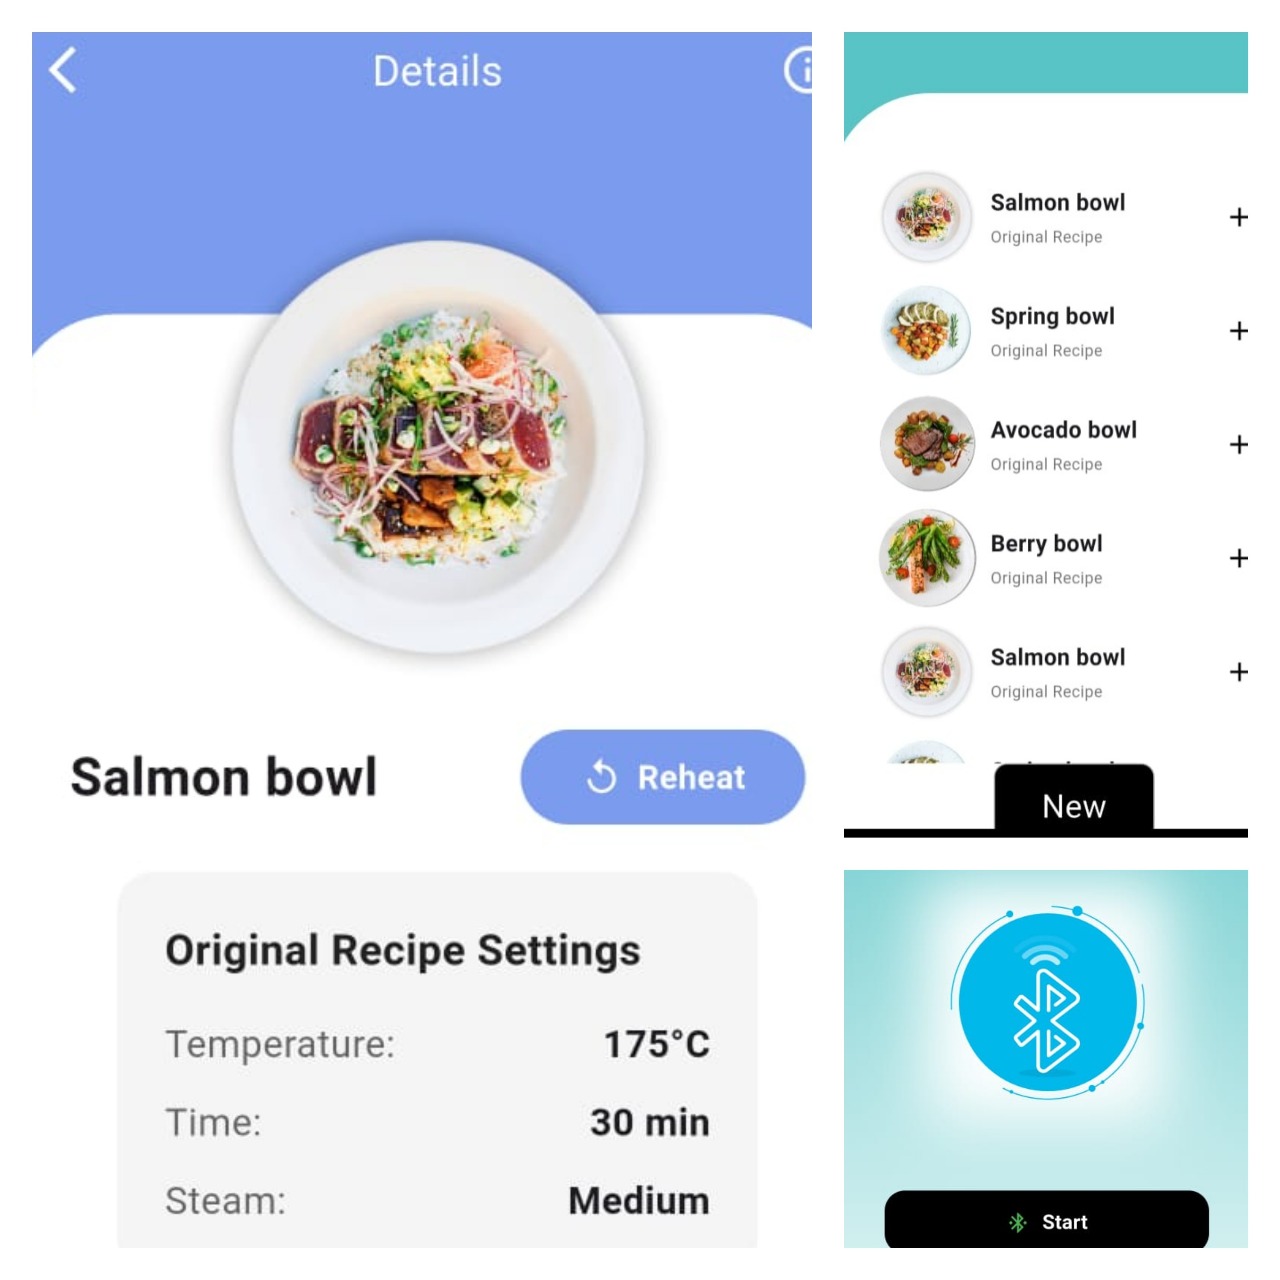 Details
Salmon bowl
Reheat
Original Recipe Settings
Temperature: 175°C
Time: 30 min
Steam: Medium
Salmon bowl
Original Recipe
Spring bowl
Original Recipe
Avocado bowl
Original Recipe
Berry bowl
Original Recipe
Salmon bowl
Original Recipe
New
Start